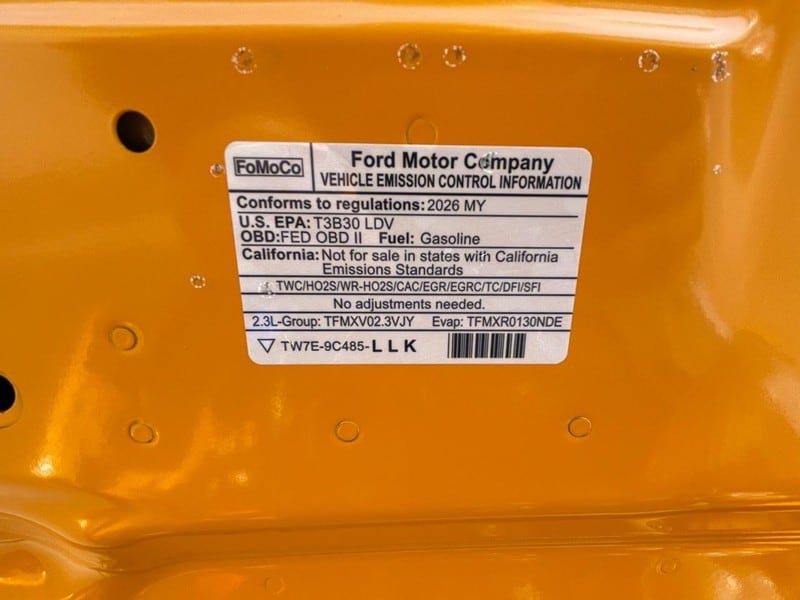 FoMoCo
Ford Motor Company
VEHICLE EMISSION CONTROL INFORMATION
Conforms to regulations: 2026 MY
U.S. EPA: T3B30 LDV
OBD: FED OBD II Fuel: Gasoline
California: Not for sale in states with California
Emissions Standards
TWC/HO2S/WR-HO2S/CAC/EGR/EGRC/TC/DFI/SFI
No adjustments needed.
2.3L-Group: TFMXV02.3VJY Evap: TFMXR0130NDE
TW7E-9C485-LLK